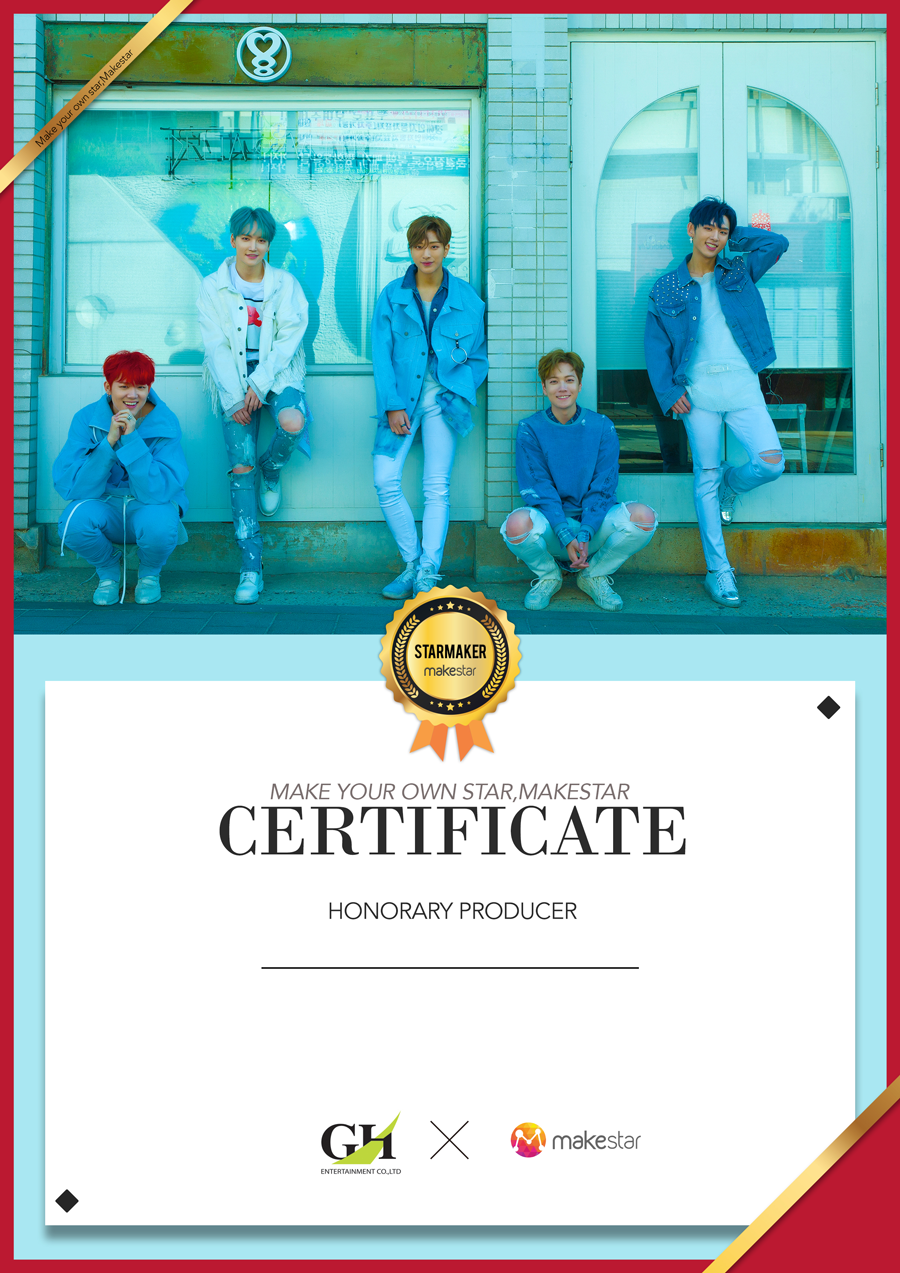 Make your own star,Makestar
STARMAKER
makestar
MAKE YOUR OWN STAR,MAKESTAR
CERTIFICATE
HONORARY PRODUCER
GH
ENTERTAINMENT CO.,LTD
makestar